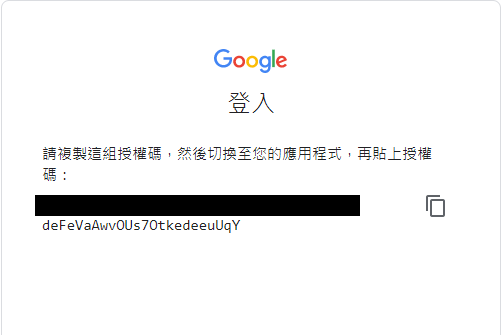 Google
登入
請複製這組授權碼，然後切換至您的應用程式，再貼上授權
碼：
deFeVaAwvOUs7OtkedeeuUqY